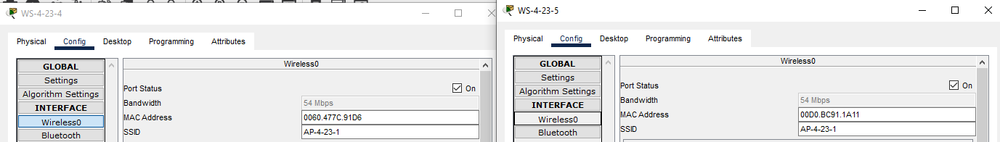 WS-4-23-4
Physical Config Desktop Programming Attributes
GLOBAL
Settings
Algorithm Settings
INTERFACE
Wireless0
Bluetooth
Wireless0
Port Status On
Bandwidth 54 Mbps
MAC Address 0060.477C.91D6
SSID AP-4-23-1
WS-4-23-5
Physical Config Desktop Programming Attributes
GLOBAL
Settings
Algorithm Settings
INTERFACE
Wireless0
Bluetooth
Wireless0
Port Status On
Bandwidth 54 Mbps
MAC Address 00D0.BC91.1A11
SSID AP-4-23-1